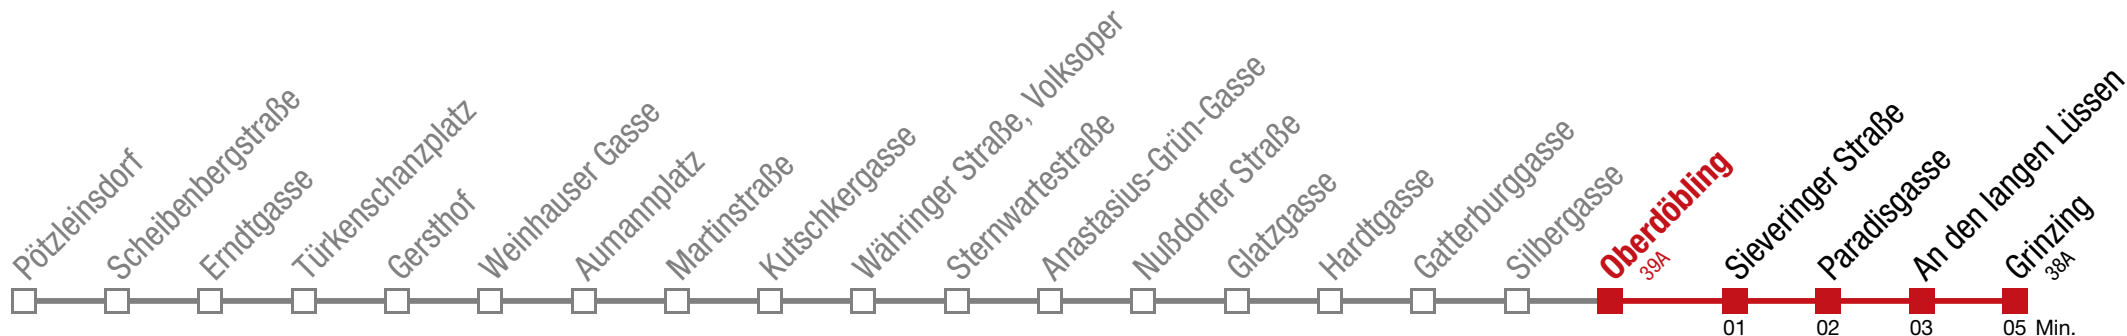 Pötzleinsdorf
Scheibenbergstraße
Erndtgasse
Türkenschanzplatz
Gersthof
Weinhauser Gasse
Aumannplatz
Martinstraße
Kutschkergasse
Währinger Straße, Volksoper
Sternwartestraße
Anastasius-Grün-Gasse
Nußdorfer Straße
Glatzgasse
Hardtgasse
Gatterburggasse
Silbergasse
Oberdöbling
39A
Sieveringer Straße
Paradisgasse
An den langen Lüssen
Grinzing
38A
01 02 03 05 Min.